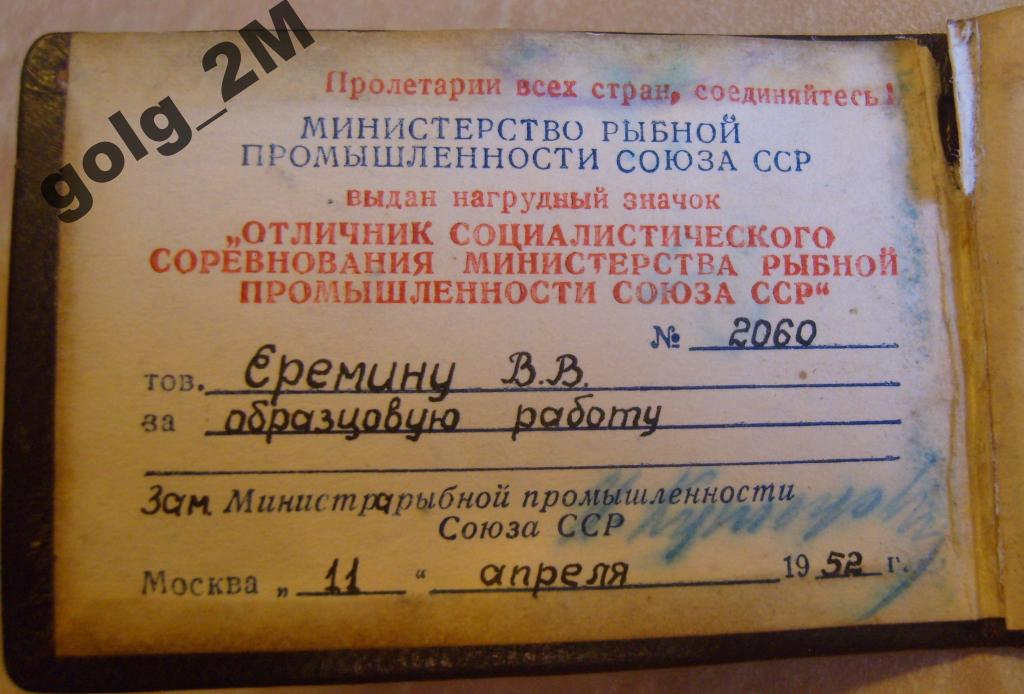 golg_2M
Пролетарии всех стран, соединяйтесь!
МИНИСТЕРСТВО РЫБНОЙ
ПРОМЫШЛЕННОСТИ СОЮЗА ССР
выдан нагрудный значок
„ОТЛИЧНИК СОЦИАЛИСТИЧЕСКОГО
СОРЕВНОВАНИЯ МИНИСТЕРСТВА РЫБНОЙ
ПРОМЫШЛЕННОСТИ СОЮЗА ССР“
№ 2060
тов. Еремину В.В.
за образцовую работу
Зам Министра рыбной промышленности
Союза ССР
Москва „ 11 “ апреля 1952 г.